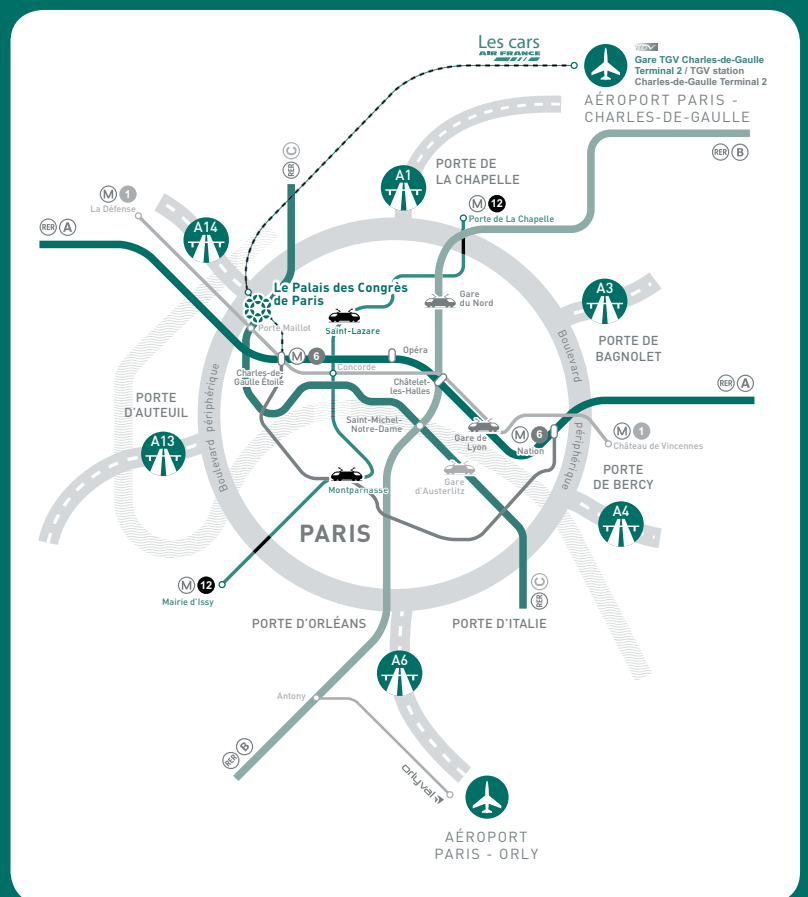 Les cars
AIR FRANCE
TGV
Gare TGV Charles-de-Gaulle
Terminal 2 / TGV station
Charles-de-Gaulle Terminal 2
AÉROPORT PARIS -
CHARLES-DE-GAULLE
RER B
RER C
A1
PORTE DE
LA CHAPELLE
M 1
La Défense
M 12
Porte de La Chapelle
RER A
A14
Le Palais des Congrès
de Paris
Gare
du Nord
A3
PORTE DE
BAGNOLET
Porte Maillot
Saint-Lazare
Boulevard
périphérique
M 6
Opéra
Charles-de-
Gaulle Étoile
Concorde
Châtelet-
les-Halles
RER A
PORTE
D'AUTEUIL
Boulevard périphérique
A13
Saint-Michel-
Notre-Dame
Gare de
Lyon
M 6
Nation
M 1
Château de Vincennes
PORTE
DE BERCY
Gare
d'Austerlitz
Montparnasse
A4
PARIS
M 12
Mairie d'Issy
RER C
PORTE D'ORLÉANS
PORTE D'ITALIE
A6
Antony
RER B
orlyval
AÉROPORT
PARIS - ORLY